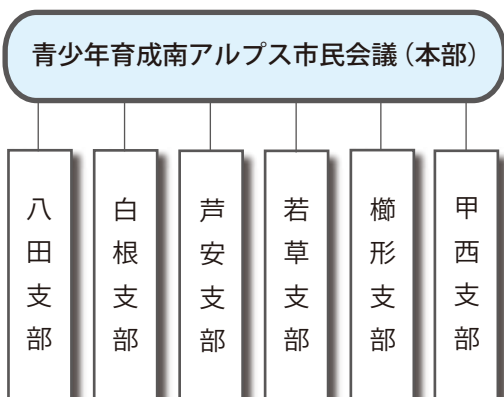 青少年育成南アルプス市民会議（本部）
八田支部
白根支部
芦安支部
若草支部
櫛形支部
甲西支部